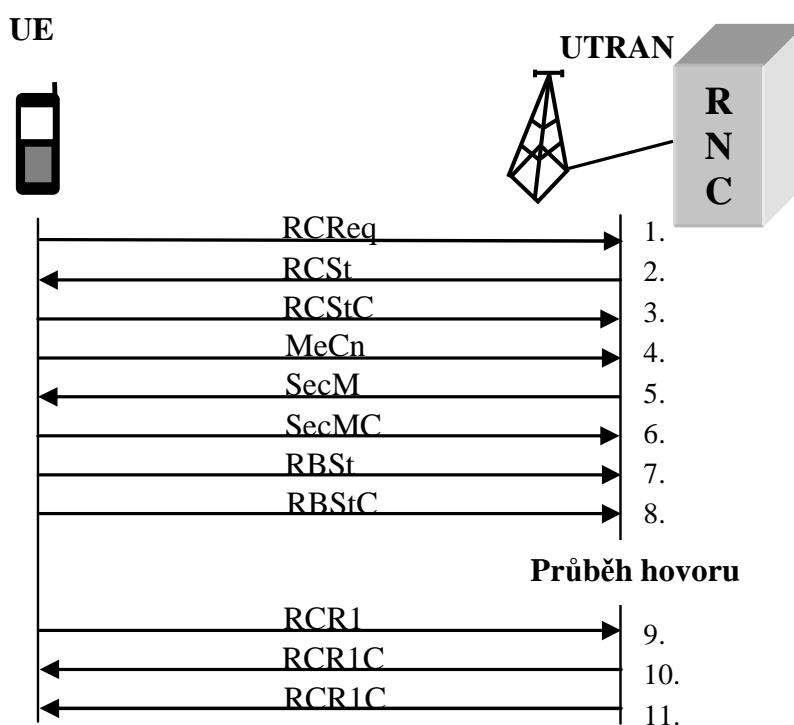 UE
UTRAN
R
N
C
RCReq 1.
RCSt 2.
RCStC 3.
MeCn 4.
SecM 5.
SecMC 6.
RBSt 7.
RBStC 8.
Průběh hovoru
RCR1 9.
RCR1C 10.
RCR1C 11.